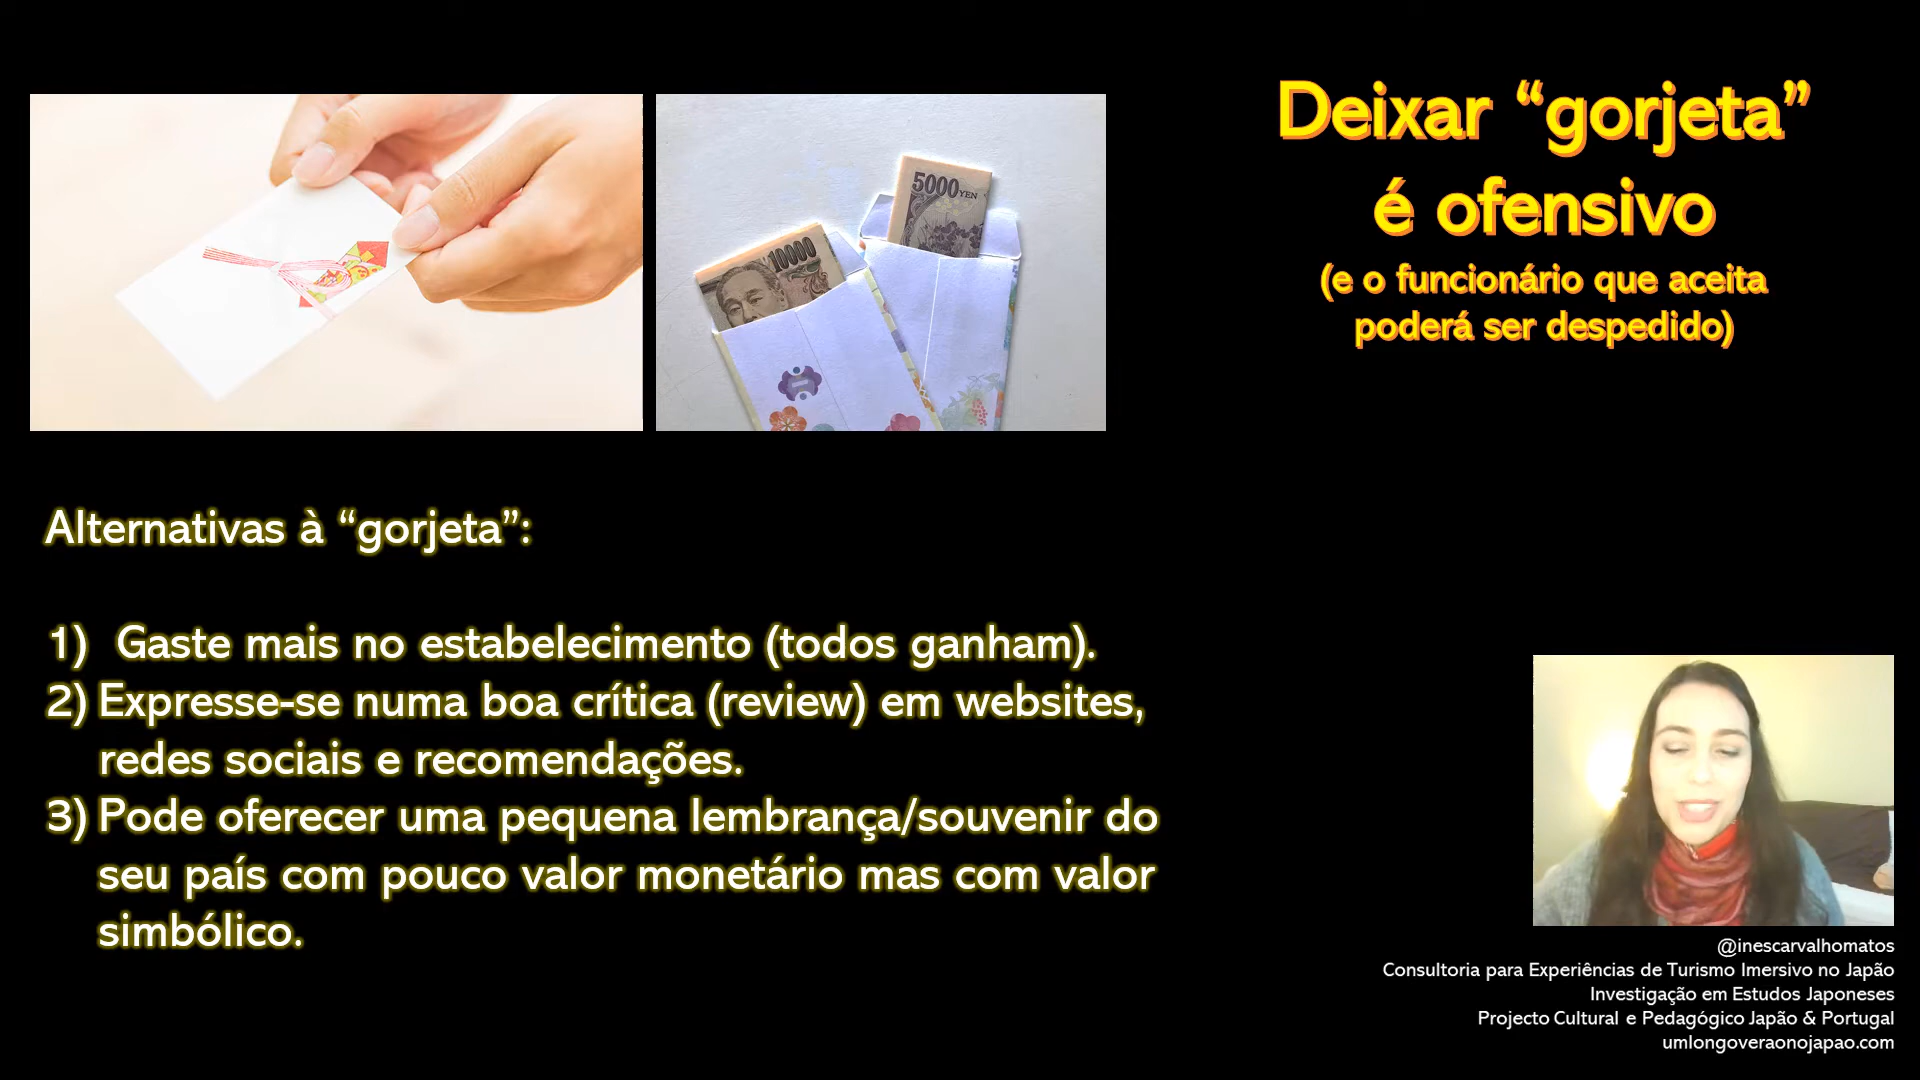 Deixar “gorjeta”
é ofensivo
(e o funcionário que aceita
poderá ser despedido)
5000 YEN
10000
Alternativas à “gorjeta”:
1) Gaste mais no estabelecimento (todos ganham).
2) Expresse-se numa boa crítica (review) em websites,
redes sociais e recomendações.
3) Pode oferecer uma pequena lembrança/souvenir do
seu país com pouco valor monetário mas com valor
simbólico.
@inescarvalhomatos
Consultoria para Experiências de Turismo Imersivo no Japão
Investigação em Estudos Japoneses
Projecto Cultural e Pedagógico Japão & Portugal
umlongoveraonojapao.com